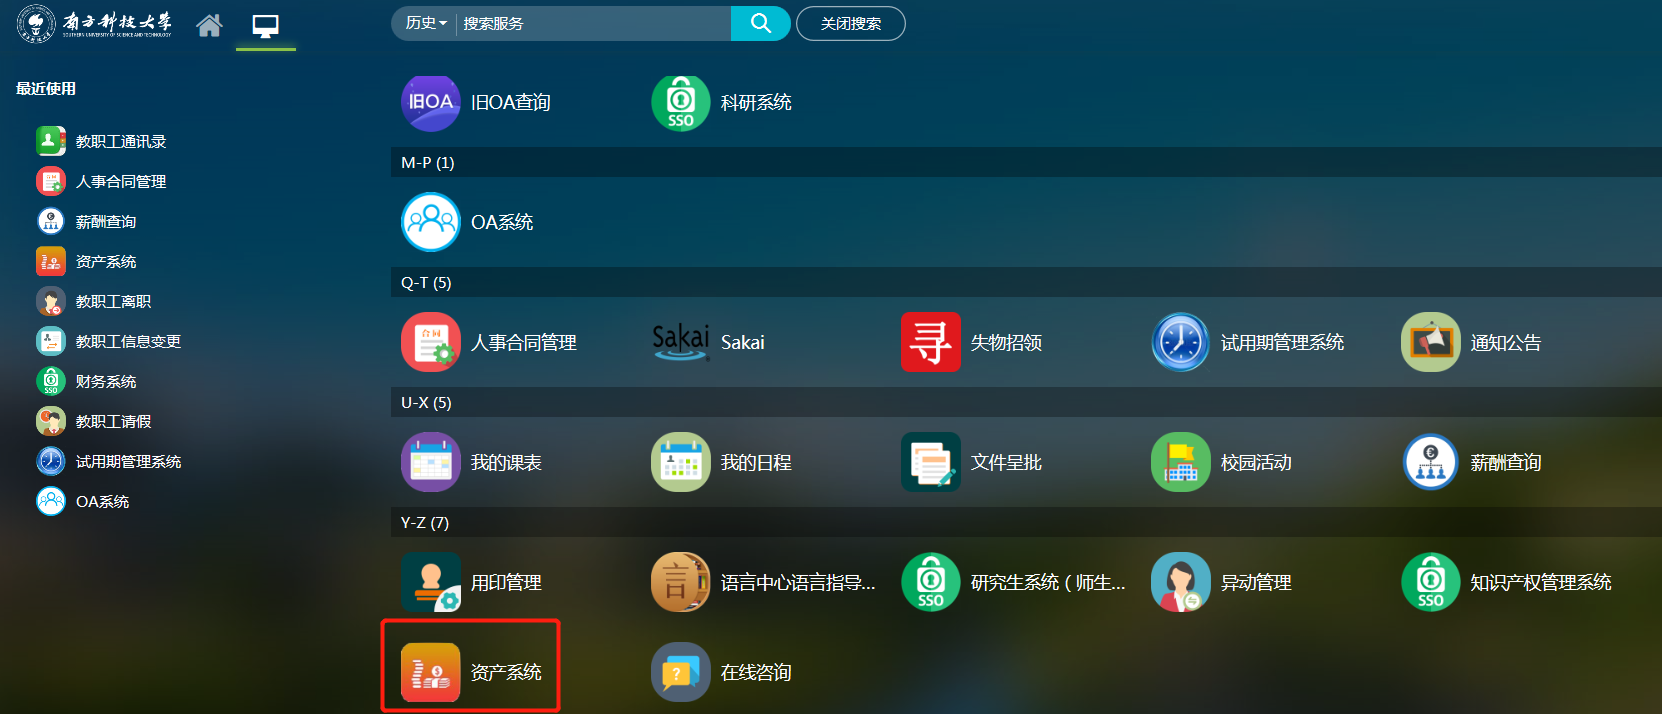 南方科技大学
SOUTHERN UNIVERSITY OF SCIENCE AND TECHNOLOGY
历史
搜索服务
关闭搜索
最近使用
教职工通讯录
人事合同管理
薪酬查询
资产系统
教职工离职
教职工信息变更
SSO
财务系统
教职工请假
试用期管理系统
OA系统
旧OA
旧OA查询
SSO
科研系统
M-P (1)
OA系统
Q-T (5)
合同
人事合同管理
Sakai
Sakai
寻
失物招领
试用期管理系统
通知公告
U-X (5)
我的课表
我的日程
文件呈批
校园活动
薪酬查询
Y-Z (7)
用印管理
言
语言中心语言指导...
SSO
研究生系统（师生...
异动管理
SSO
知识产权管理系统
资产系统
在线咨询